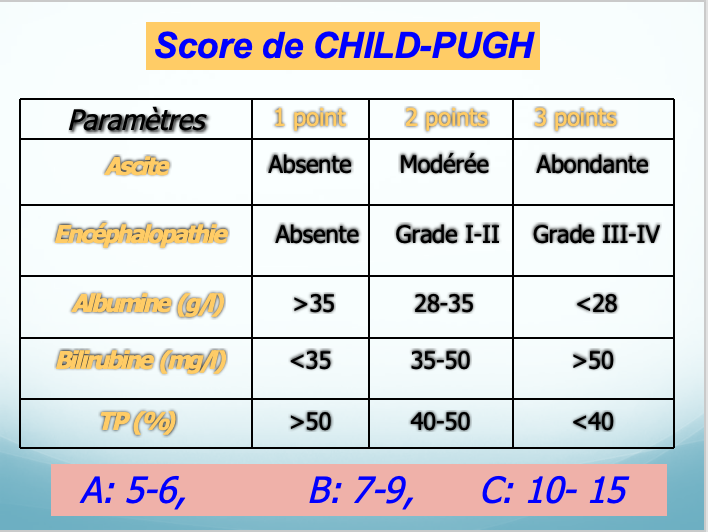 Score de CHILD-PUGH
Paramètres 1 point 2 points 3 points
Ascite Absente Modérée Abondante
Encéphalopathie Absente Grade I-II Grade III-IV
Albumine (g/l) >35 28-35 <28
Bilirubine (mg/l) <35 35-50 >50
TP (%) >50 40-50 <40
A: 5-6, B: 7-9, C: 10- 15